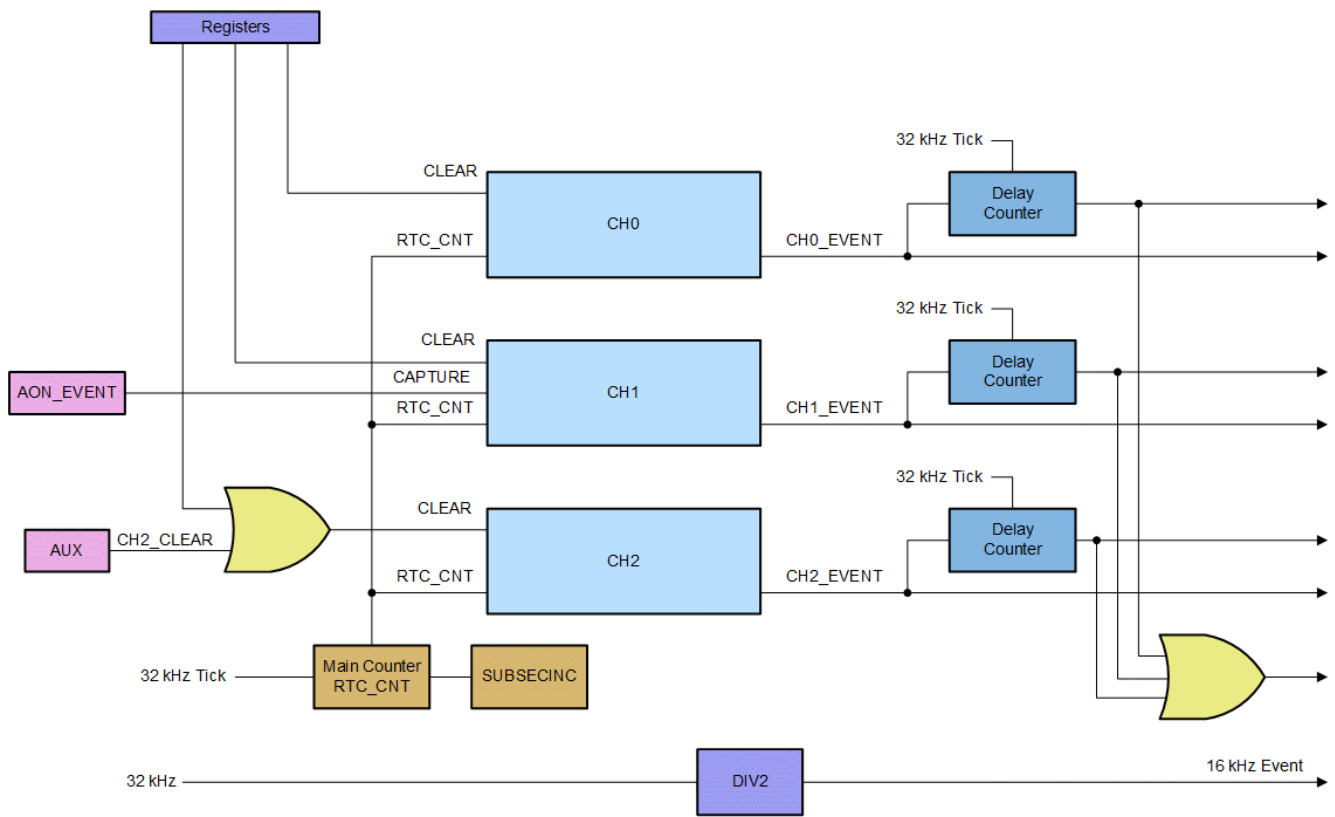 Registers
32 kHz Tick
CLEAR
Delay
Counter
CH0
RTC_CNT
CH0_EVENT
32 kHz Tick
CLEAR
Delay
Counter
CAPTURE
AON_EVENT
CH1
RTC_CNT
CH1_EVENT
32 kHz Tick
CLEAR
Delay
Counter
CH2_CLEAR
AUX
CH2
RTC_CNT
CH2_EVENT
32 kHz Tick
Main Counter
RTC_CNT
SUBSECINC
32 kHz
DIV2
16 kHz Event